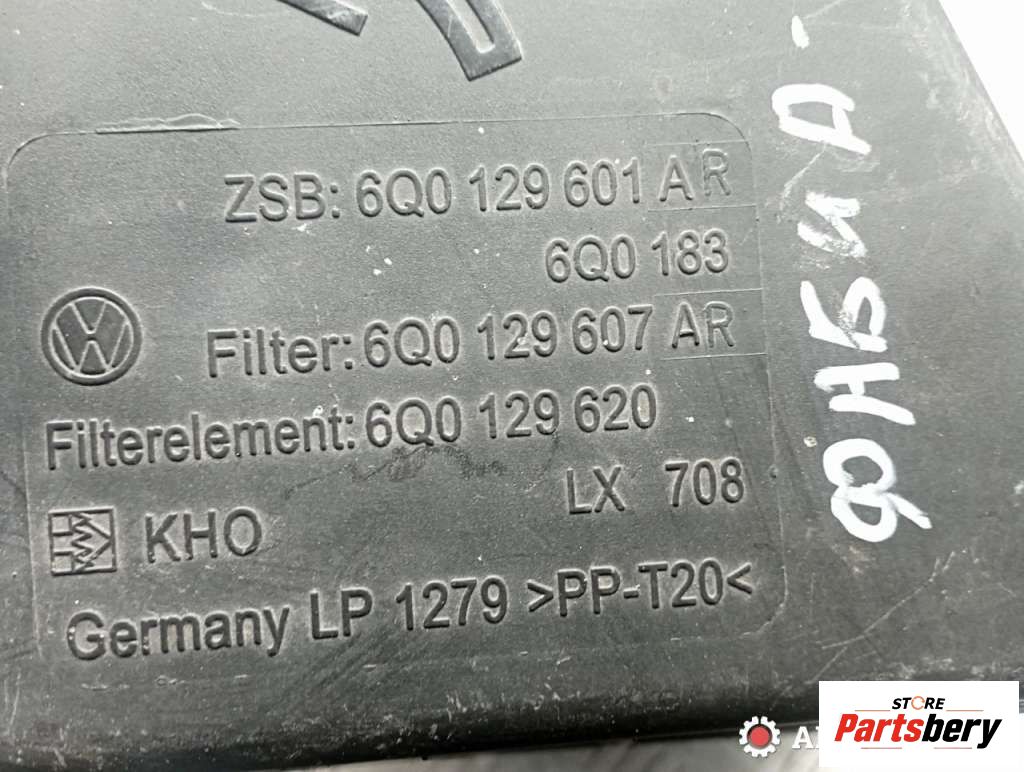 ZSB: 6Q0 129 601 AR
6Q0 183
Filter: 6Q0 129 607 AR
Filterelement: 6Q0 129 620
LX 708
KHO
Germany LP 1279 >PP-T20<
STORE
Partsbery